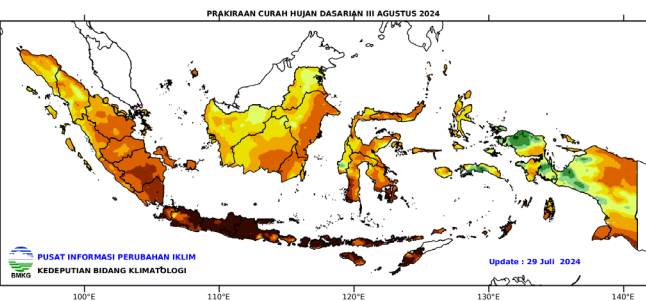 PRAKIRAAN CURAH HUJAN DASARIAN III AGUSTUS 2024
PUSAT INFORMASI PERUBAHAN IKLIM
KEDEPUTIAN BIDANG KLIMATOLOGI
BMKG
Update : 29 Juli 2024
100°E 110°E 120°E 130°E 140°E